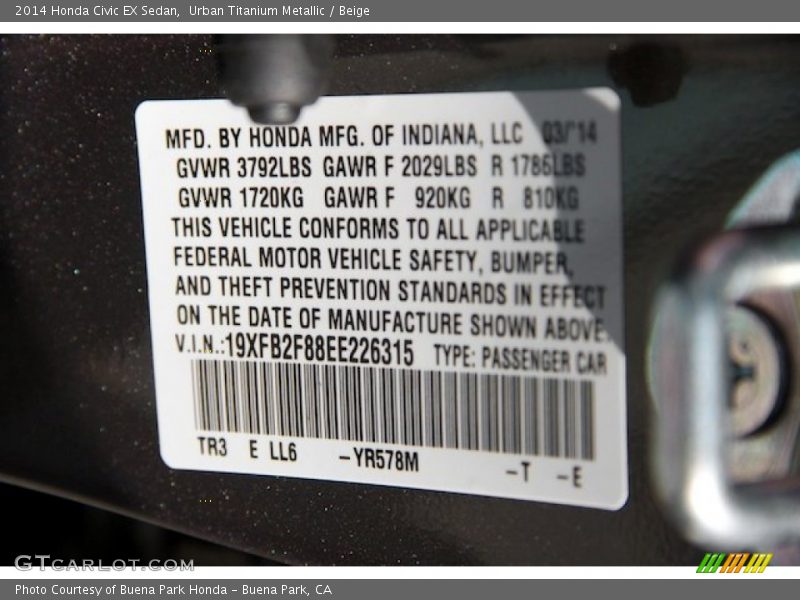 2014 Honda Civic EX Sedan,  Urban Titanium Metallic / Beige
MFD. BY HONDA MFG. OF INDIANA, LLC 03/'14
GVWR 3792LBS GAWR F 2029LBS R 1786LBS
GVWR 1720KG GAWR F 920KG R 810KG
THIS VEHICLE CONFORMS TO ALL APPLICABLE
FEDERAL MOTOR VEHICLE SAFETY, BUMPER,
AND THEFT PREVENTION STANDARDS IN EFFECT
ON THE DATE OF MANUFACTURE SHOWN ABOVE.
V.I.N.:19XFB2F88EE226315 TYPE: PASSENGER CAR
TR3 E LL6 -YR578M -T -E
GTCARLOT.COM
Photo Courtesy of Buena Park Honda - Buena Park, CA